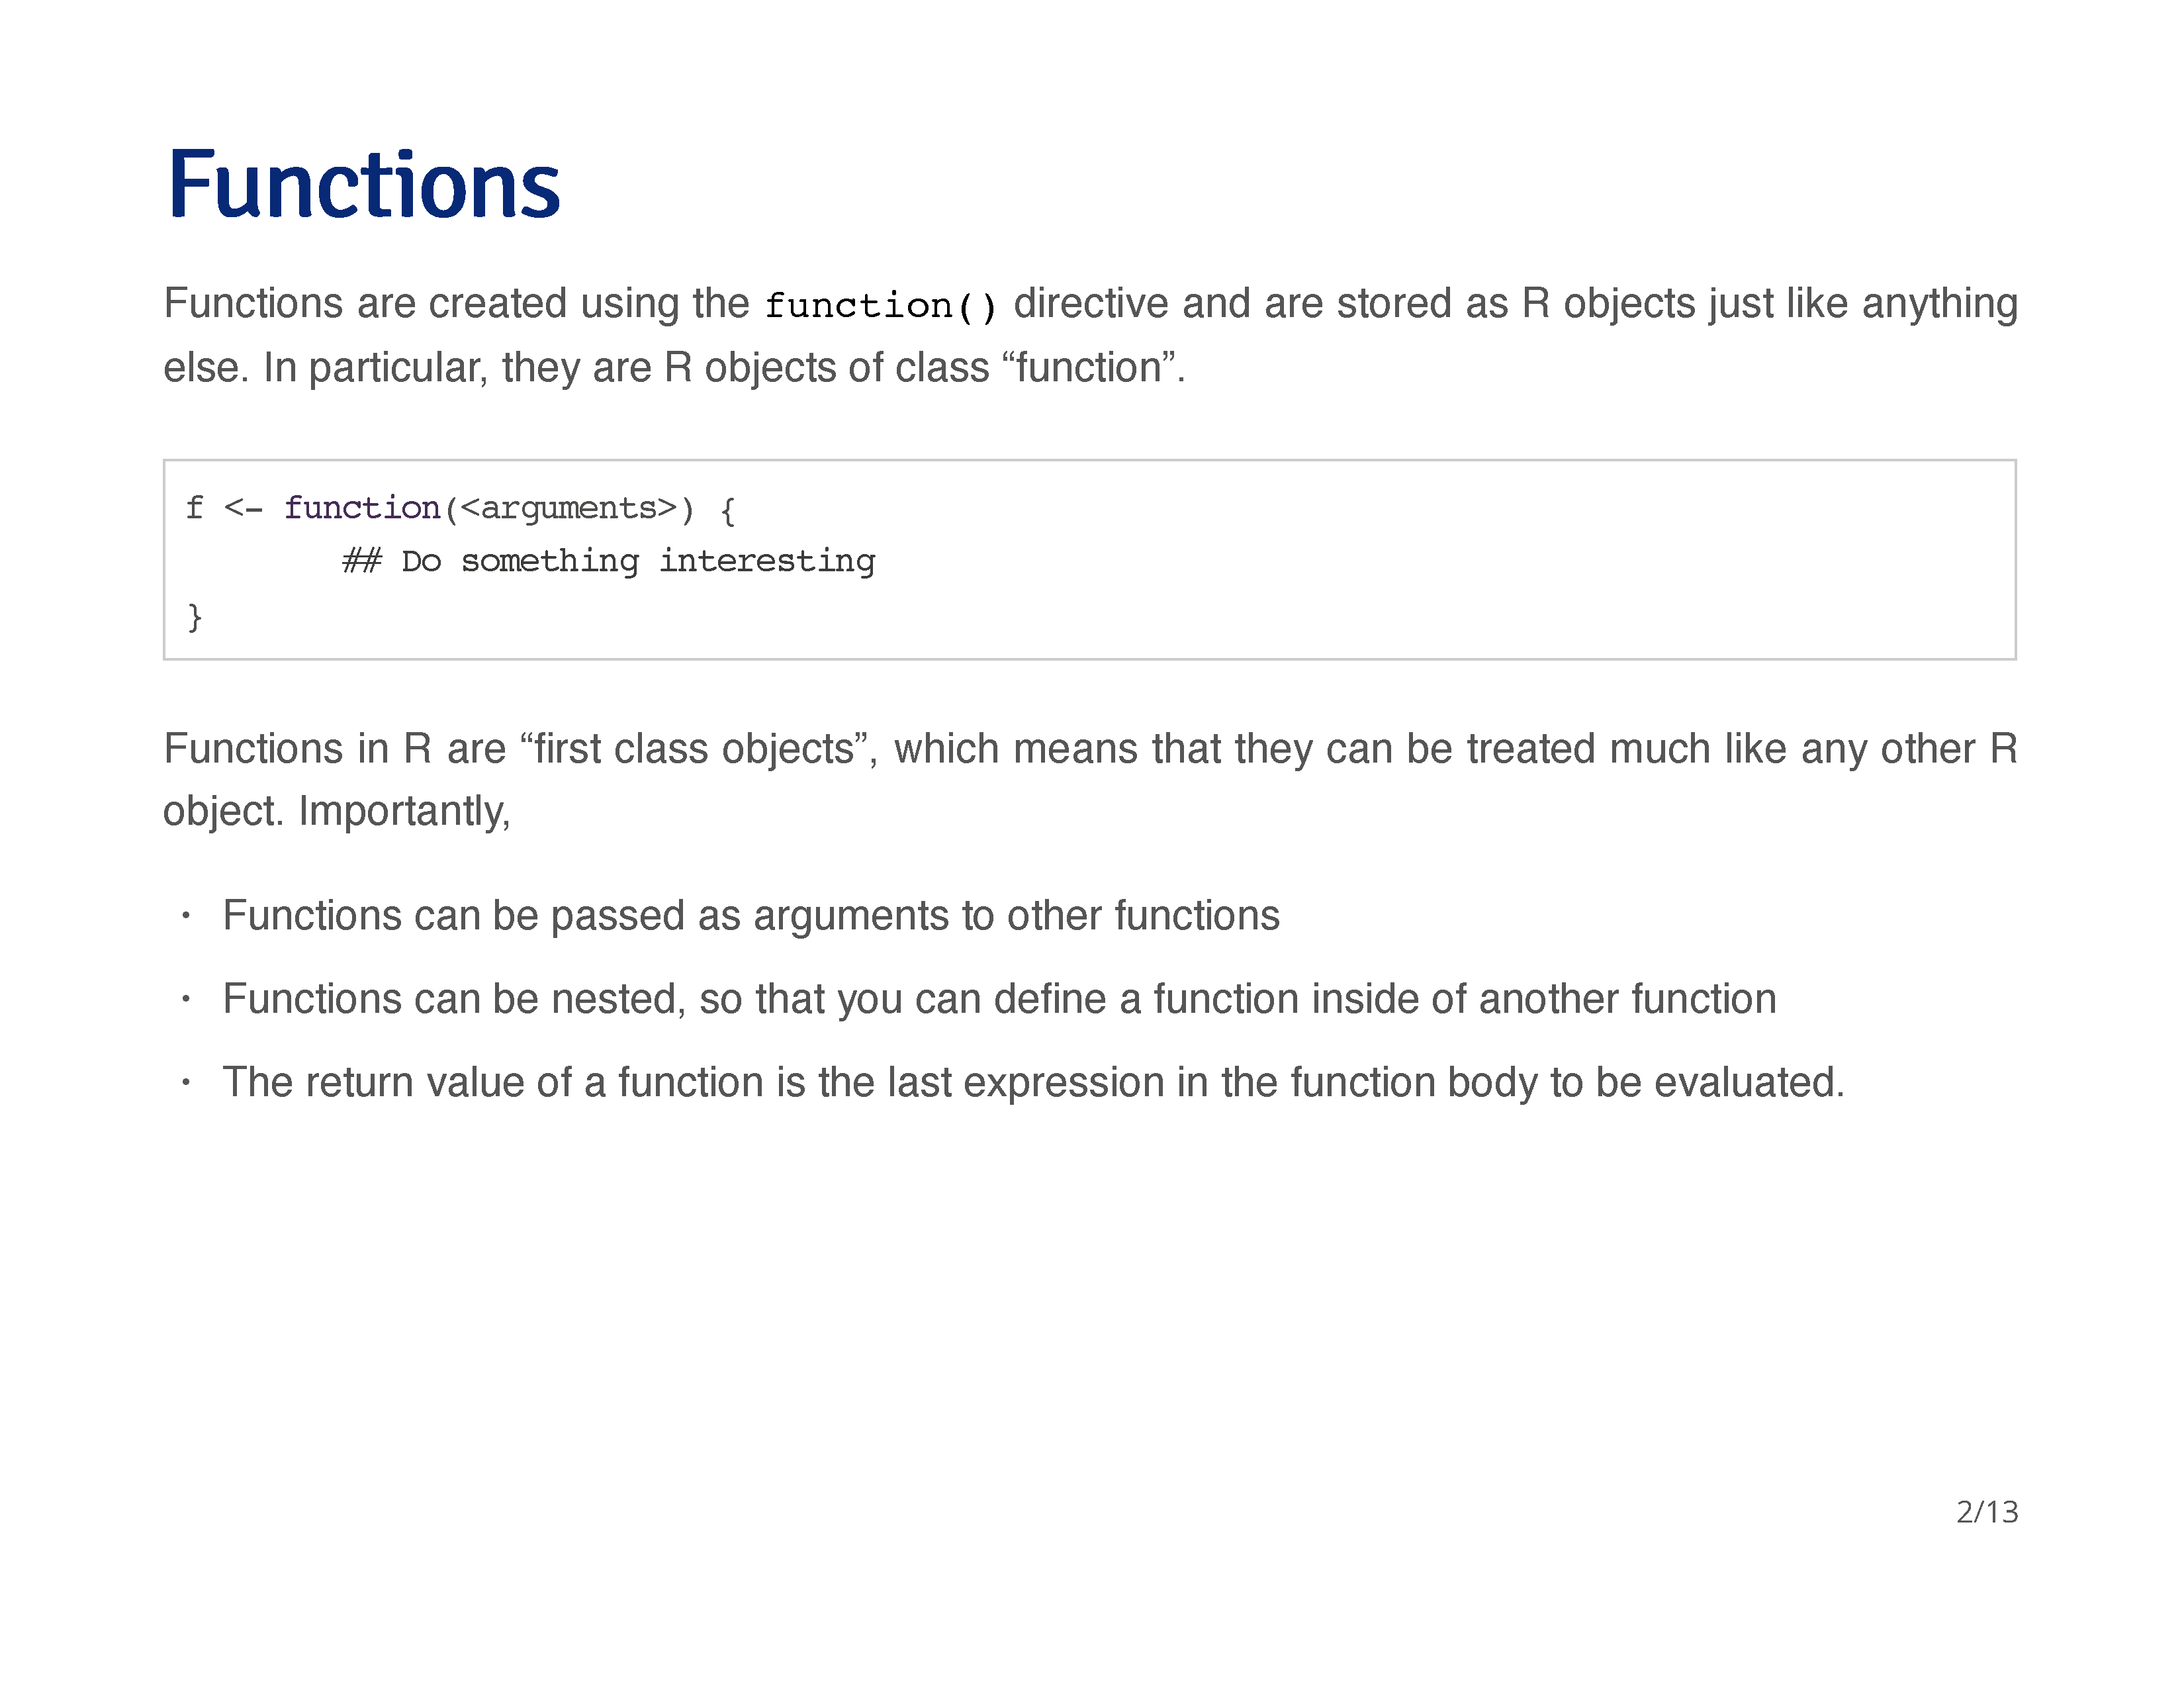 Functions
Functions are created using the function() directive and are stored as R objects just like anything
else. In particular, they are R objects of class “function”.
f <- function(<arguments>) {
        ## Do something interesting
}
Functions in R are “first class objects”, which means that they can be treated much like any other R
object. Importantly,
· Functions can be passed as arguments to other functions
· Functions can be nested, so that you can define a function inside of another function
· The return value of a function is the last expression in the function body to be evaluated.
2/13